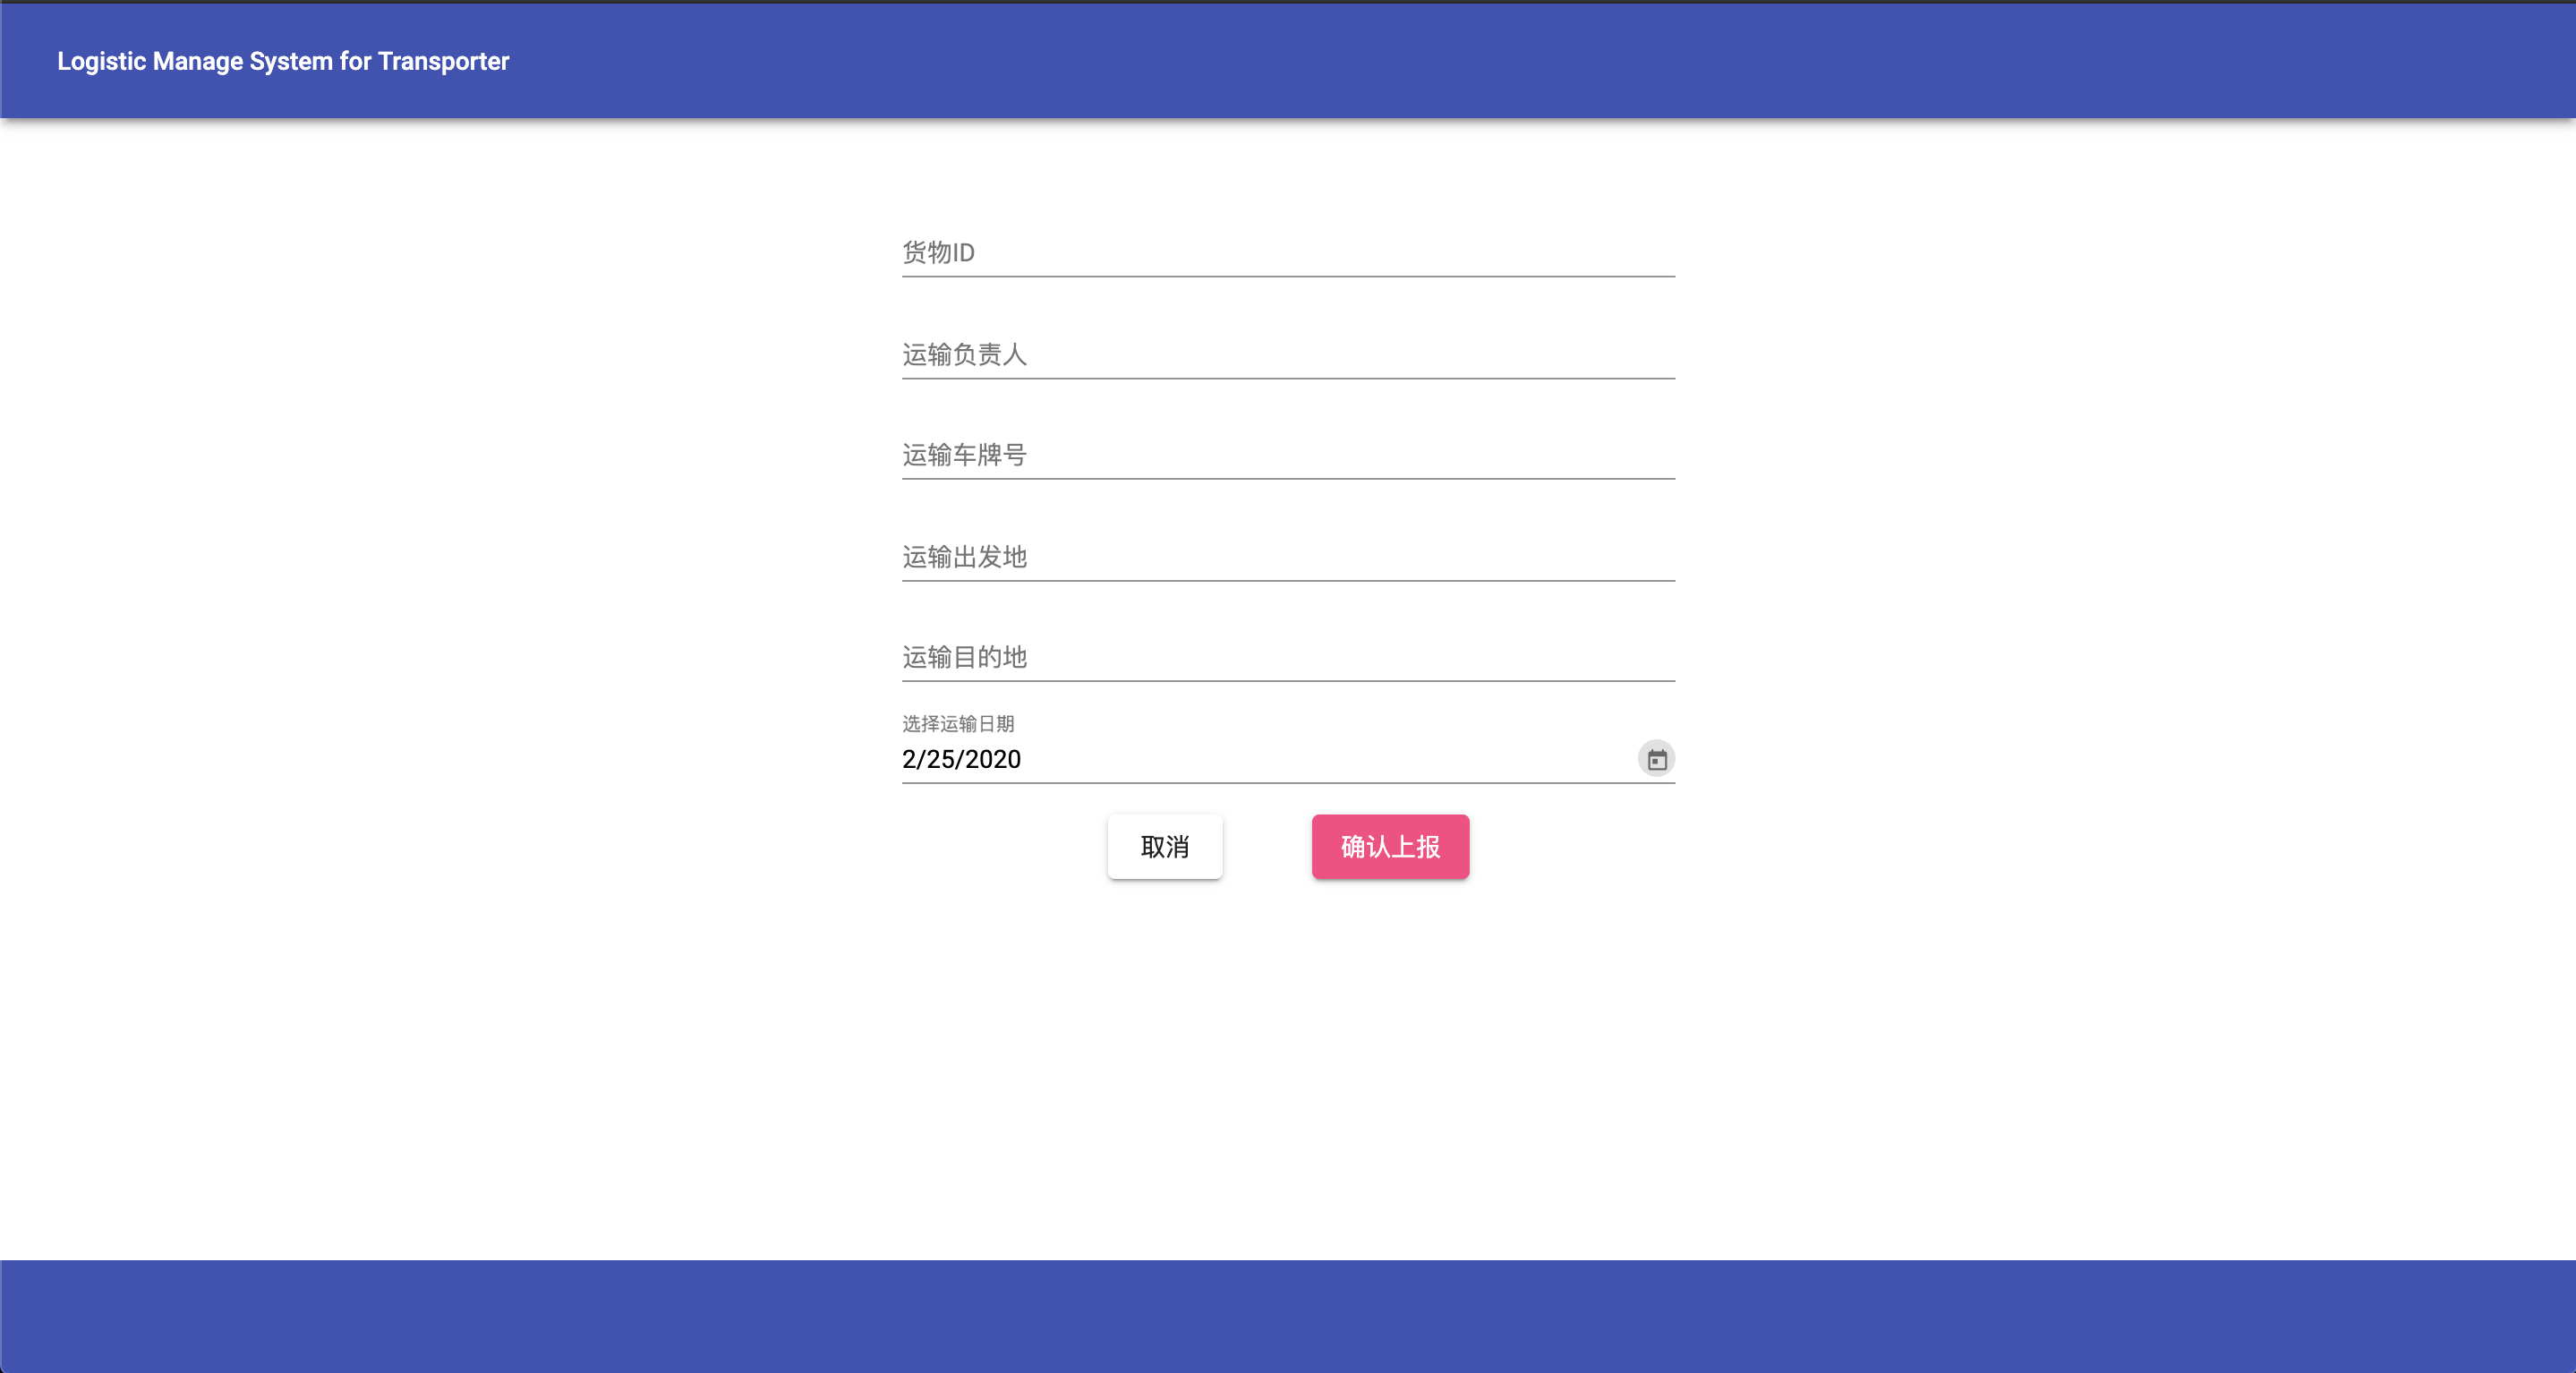 Logistic Manage System for Transporter
货物ID
运输负责人
运输车牌号
运输出发地
运输目的地
选择运输日期
2/25/2020
取消
确认上报